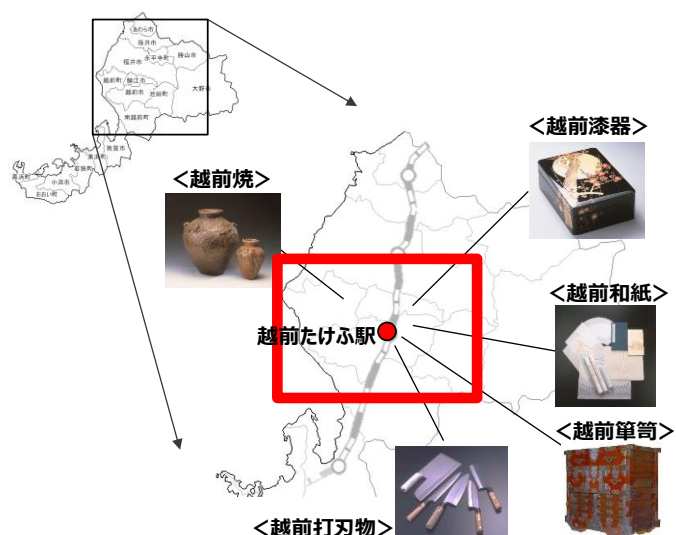 あわら市
坂井市
福井市
永平寺町
勝山市
越前町
鯖江市
大野市
越前市
池田町
南越前町
敦賀市
美浜町
若狭町
高浜町
小浜市
おおい町
<越前漆器>
<越前焼>
<越前和紙>
越前たけふ駅
<越前箪笥>
<越前打刃物>